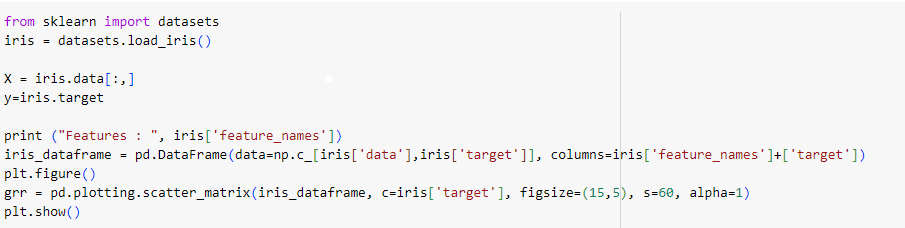 from sklearn import datasets
iris = datasets.load_iris()
X = iris.data[:,]
y=iris.target
print ("Features : ", iris['feature_names'])
iris_dataframe = pd.DataFrame(data=np.c_[iris['data'],iris['target']], columns=iris['feature_names']+['target'])
plt.figure()
grr = pd.plotting.scatter_matrix(iris_dataframe, c=iris['target'], figsize=(15,5), s=60, alpha=1)
plt.show()